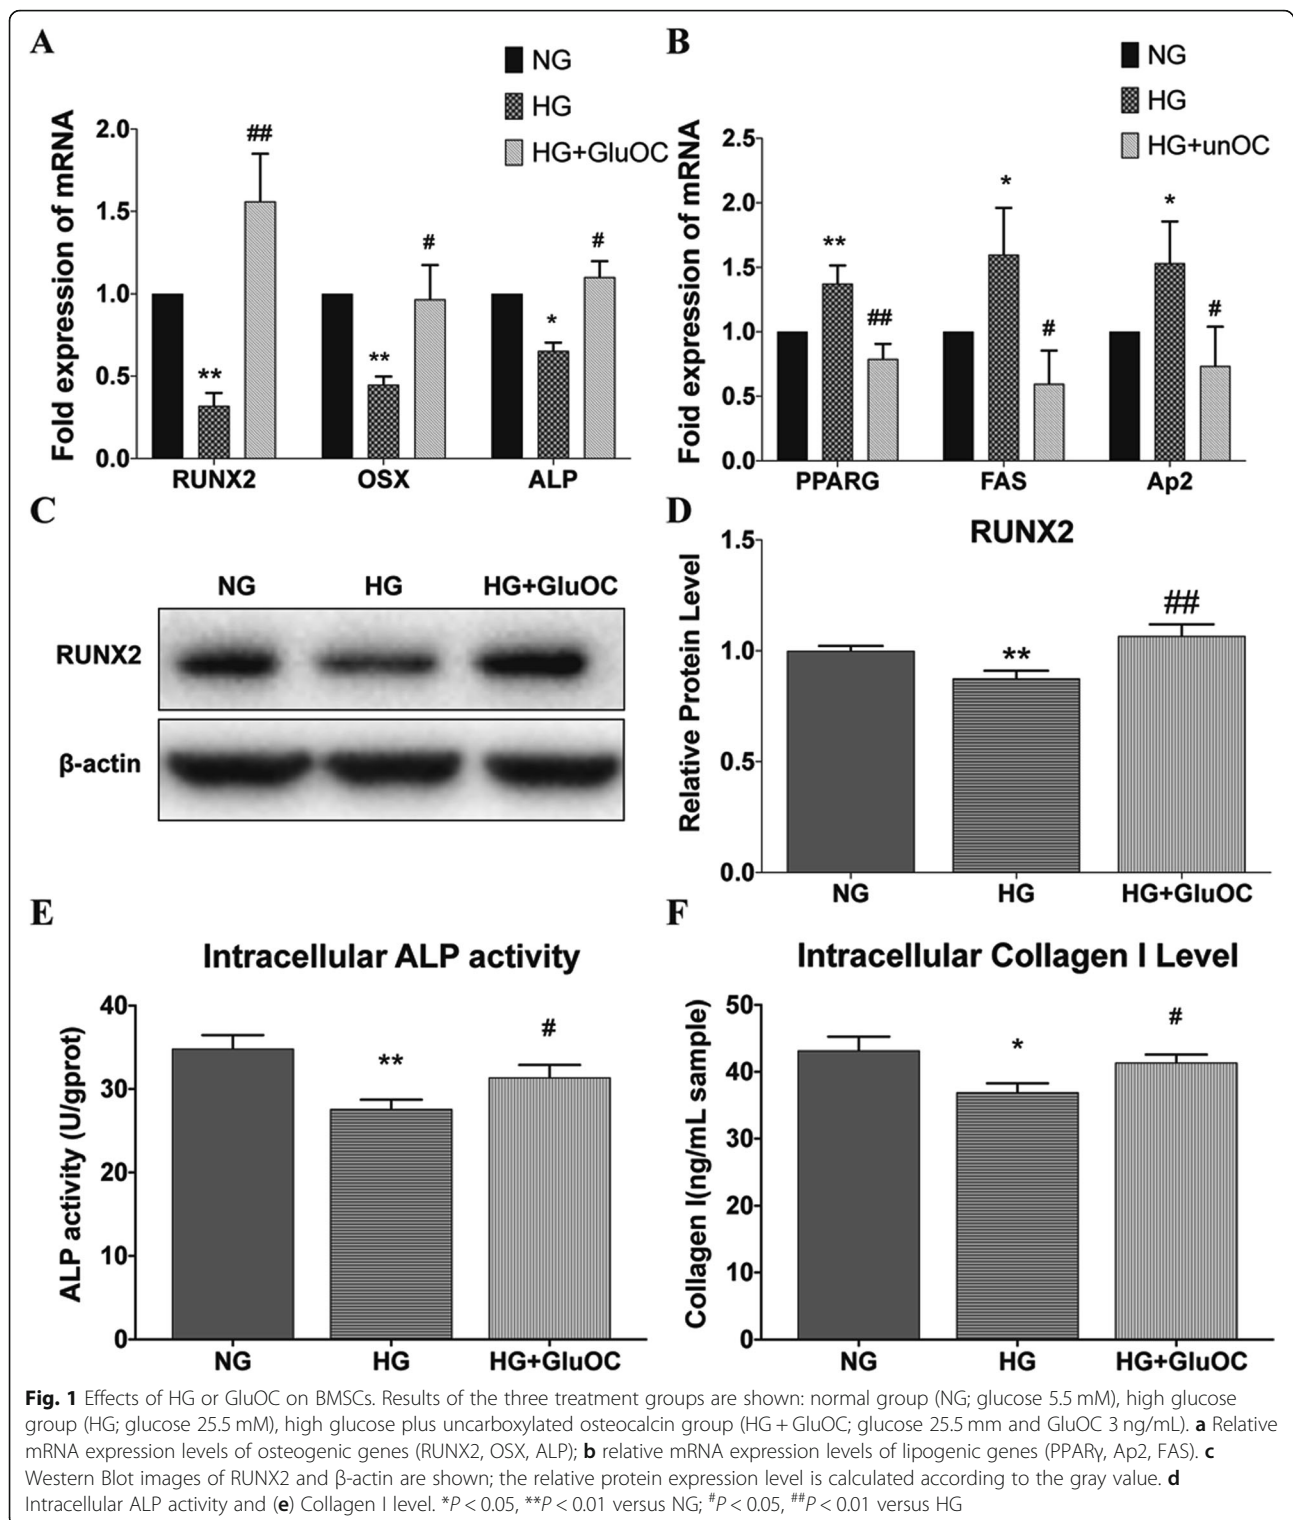 A
NG
HG
HG+GluOC
Fold expression of mRNA
2.0
1.5
1.0
0.5
0.0
##
**
#
**
#
*
RUNX2
OSX
ALP
B
NG
HG
HG+unOC
Fold expression of mRNA
2.5
2.0
1.5
1.0
0.5
0.0
**
##
*
#
*
#
PPARG
FAS
Ap2
C
NG
HG
HG+GluOC
RUNX2
β-actin
D
RUNX2
Relative Protein Level
1.5
1.0
0.5
0.0
**
##
NG
HG
HG+GluOC
E
Intracellular ALP activity
ALP activity (U/gprot)
40
30
20
10
0
**
#
NG
HG
HG+GluOC
F
Intracellular Collagen I Level
Collagen I(ng/mL sample)
50
40
30
20
10
0
*
#
NG
HG
HG+GluOC
Fig. 1 Effects of HG or GluOC on BMSCs. Results of the three treatment groups are shown: normal group (NG; glucose 5.5 mM), high glucose
group (HG; glucose 25.5 mM), high glucose plus uncarboxylated osteocalcin group (HG + GluOC; glucose 25.5 mm and GluOC 3 ng/mL). a Relative
mRNA expression levels of osteogenic genes (RUNX2, OSX, ALP); b relative mRNA expression levels of lipogenic genes (PPARγ, Ap2, FAS). c
Western Blot images of RUNX2 and β-actin are shown; the relative protein expression level is calculated according to the gray value. d
Intracellular ALP activity and (e) Collagen I level. *P < 0.05, **P < 0.01 versus NG; #P < 0.05, ##P < 0.01 versus HG